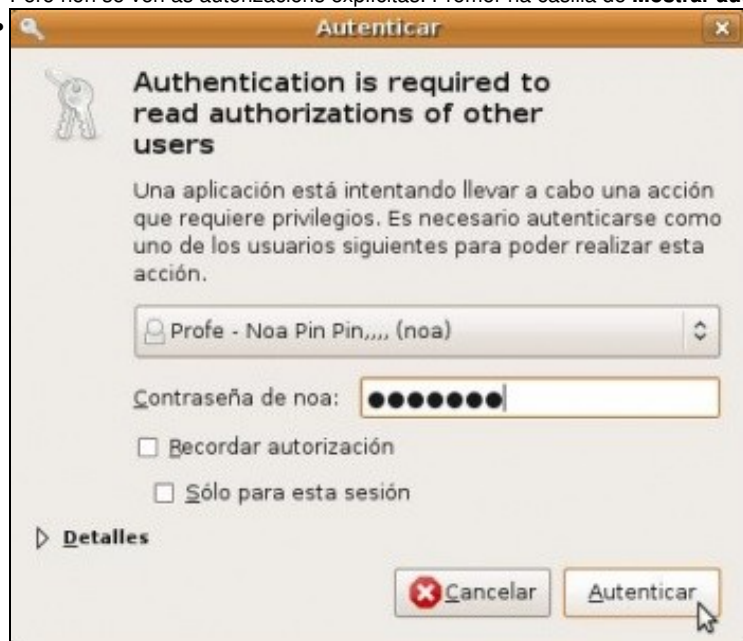 Autenticar
Authentication is required to
read authorizations of other
users
Una aplicación está intentando llevar a cabo una acción
que requiere privilegios. Es necesario autenticarse como
uno de los usuarios siguientes para poder realizar esta
acción.
Profe - Noa Pin Pin,,,, (noa)
Contraseña de noa: ●●●●●●●
Recordar autorización
Sólo para esta sesión
Detalles
Cancelar Autenticar